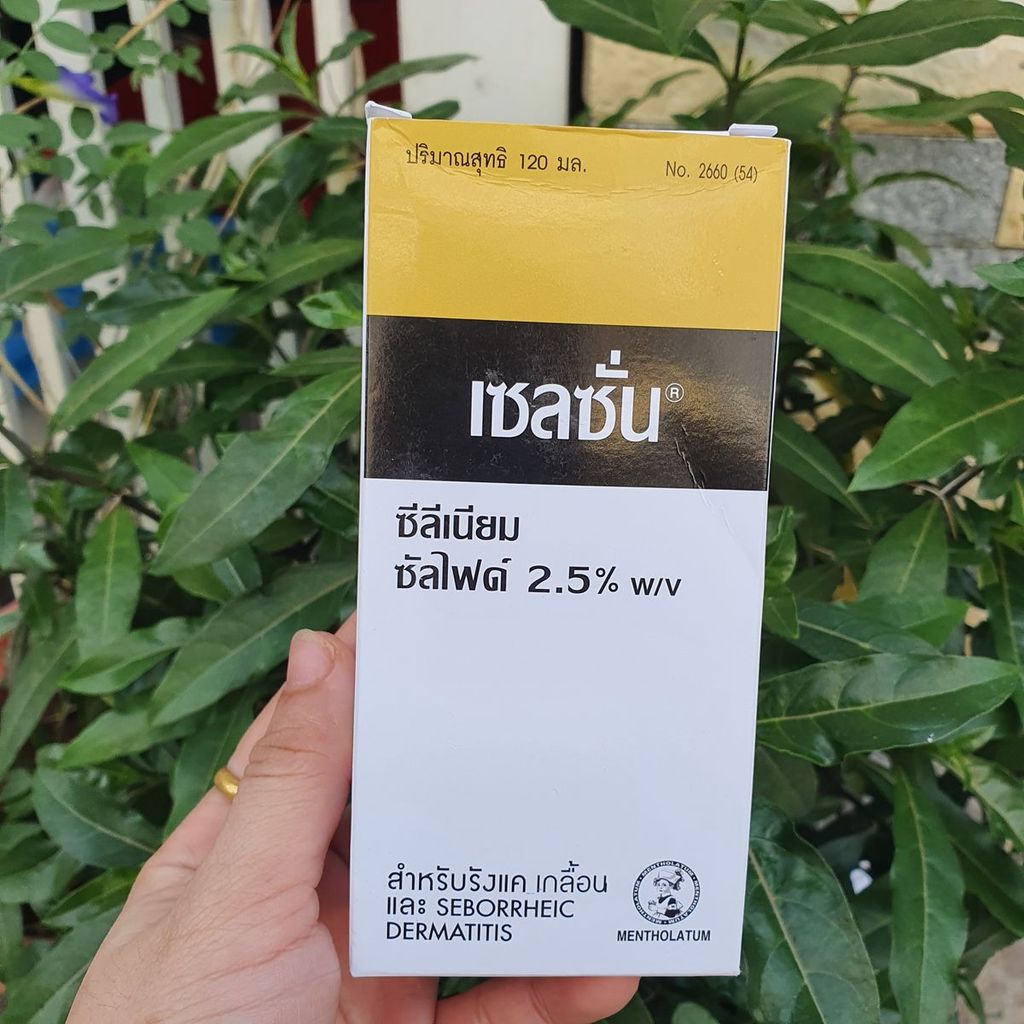 ปริมาณสุทธิ 120 มล.
No. 2660 (54)
เซลซั่น®
ซีลีเนียม
ซัลไฟด์ 2.5% w/v
สำหรับรังแค เกลื้อน
และ SEBORRHEIC
DERMATITIS
MENTHOLATUM